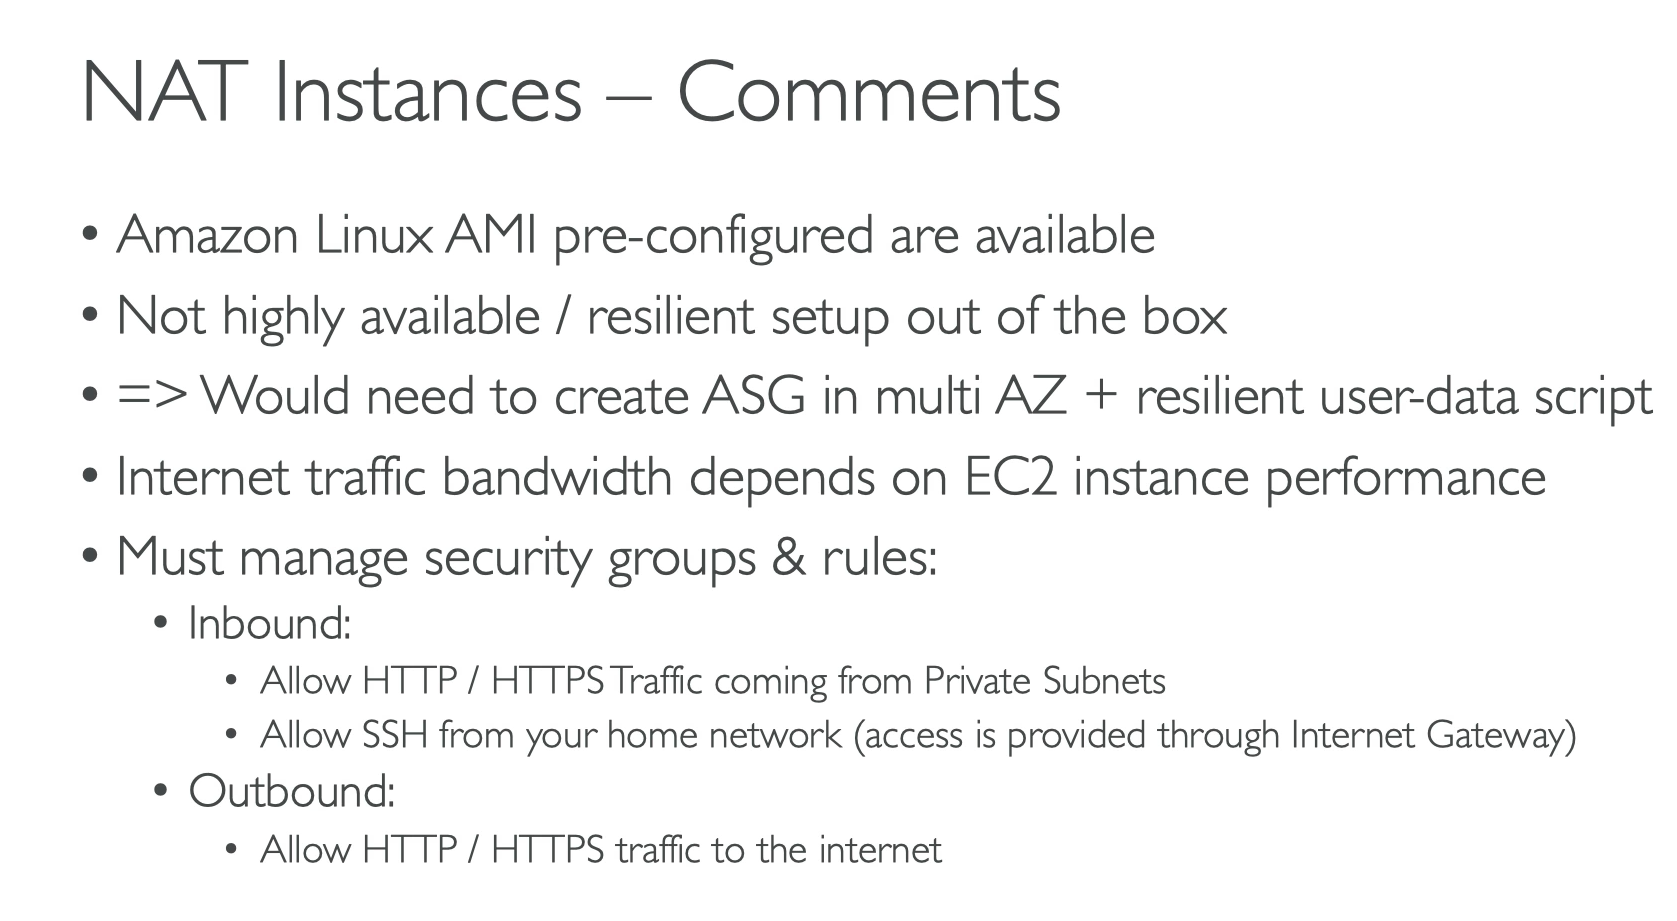 NAT Instances – Comments
• Amazon Linux AMI pre-configured are available
• Not highly available / resilient setup out of the box
• => Would need to create ASG in multi AZ + resilient user-data script
• Internet traffic bandwidth depends on EC2 instance performance
• Must manage security groups & rules:
• Inbound:
• Allow HTTP / HTTPS Traffic coming from Private Subnets
• Allow SSH from your home network (access is provided through Internet Gateway)
• Outbound:
• Allow HTTP / HTTPS traffic to the internet